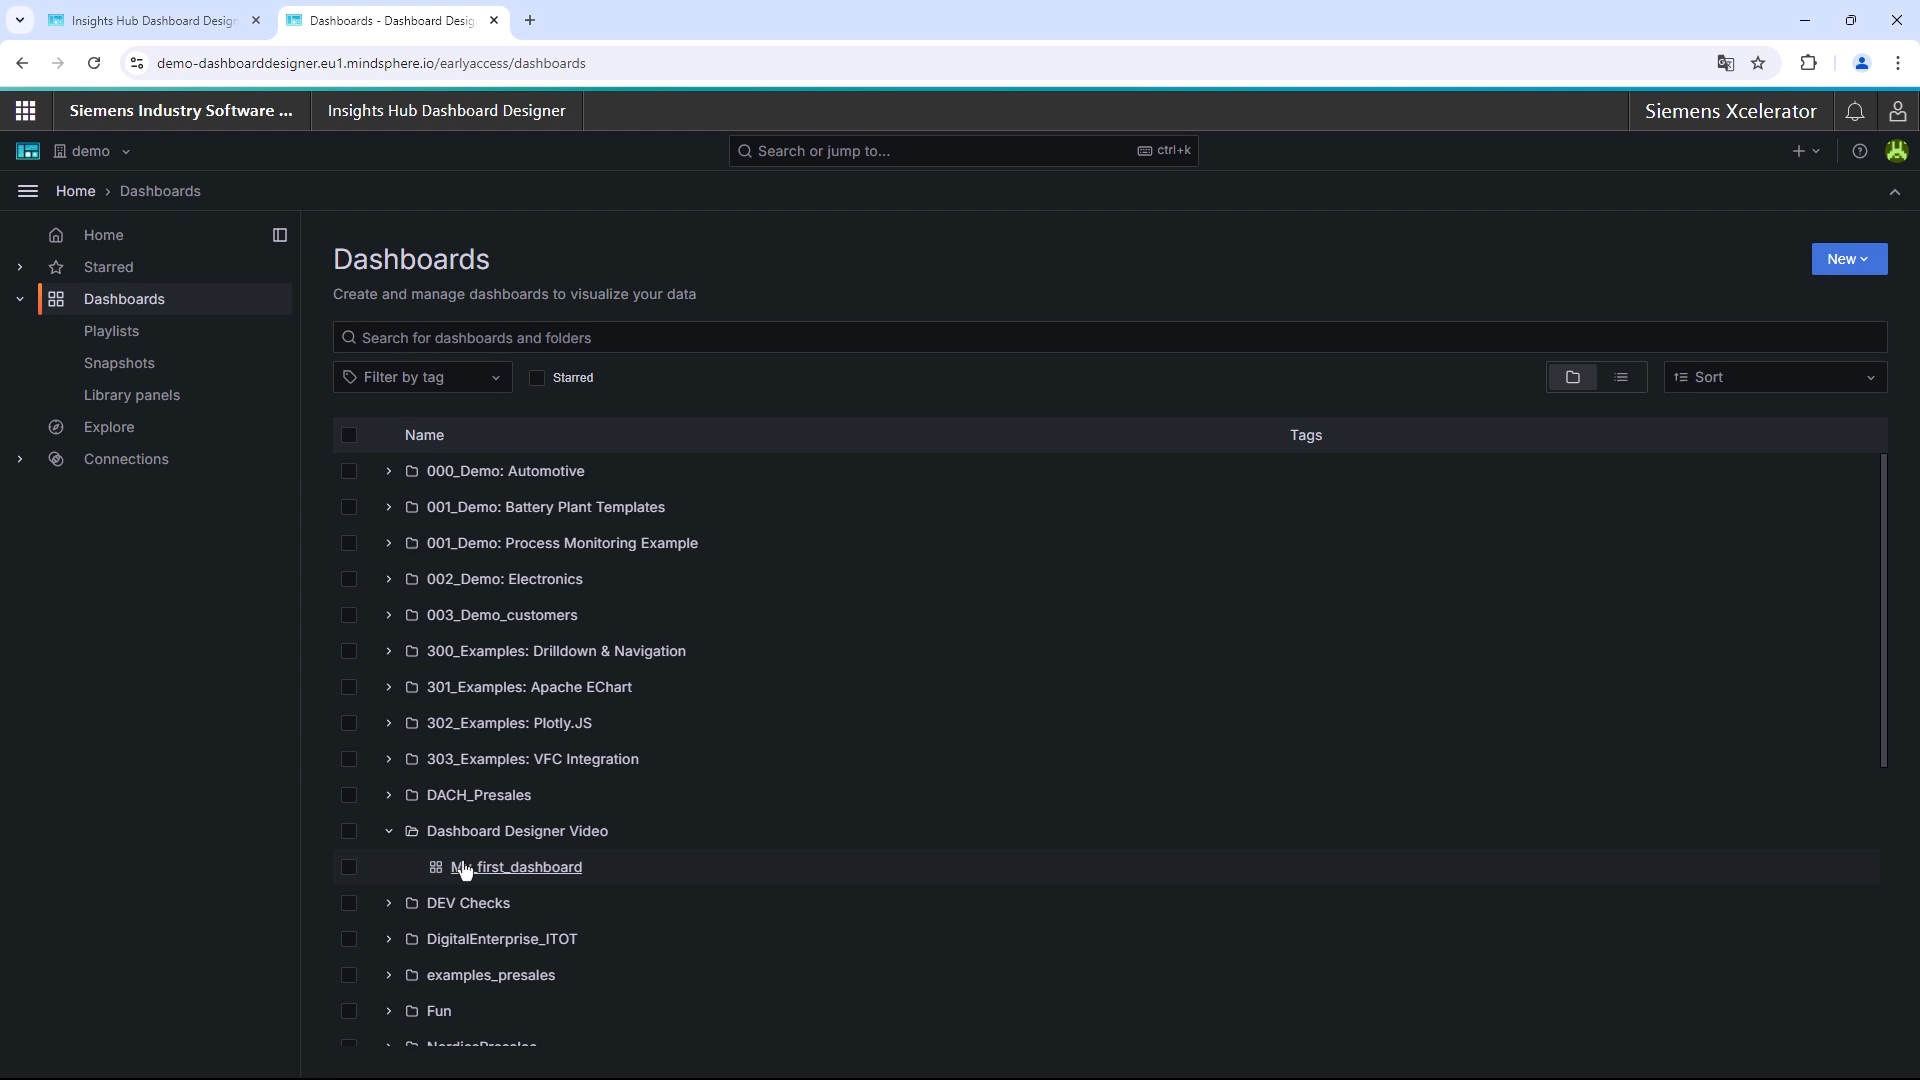 Insights Hub Dashboard Design
Dashboards - Dashboard Desig
demo-dashboarddesigner.eu1.mindsphere.io/earlyaccess/dashboards
Siemens Industry Software ...
Insights Hub Dashboard Designer
Siemens Xcelerator
demo
Search or jump to...
ctrl+k
Home
Dashboards
Home
Starred
Dashboards
Playlists
Snapshots
Library panels
Explore
Connections
Dashboards
New
Create and manage dashboards to visualize your data
Search for dashboards and folders
Filter by tag
Starred
Sort
Name
Tags
000_Demo: Automotive
001_Demo: Battery Plant Templates
001_Demo: Process Monitoring Example
002_Demo: Electronics
003_Demo_customers
300_Examples: Drilldown & Navigation
301_Examples: Apache EChart
302_Examples: Plotly.JS
303_Examples: VFC Integration
DACH_Presales
Dashboard Designer Video
My_first_dashboard
DEV Checks
DigitalEnterprise_ITOT
examples_presales
Fun